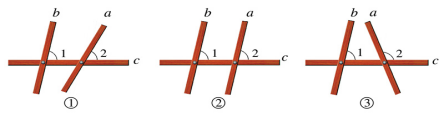 b a b a b a
1 2 c 1 2 c 1 2 c
① ② ③